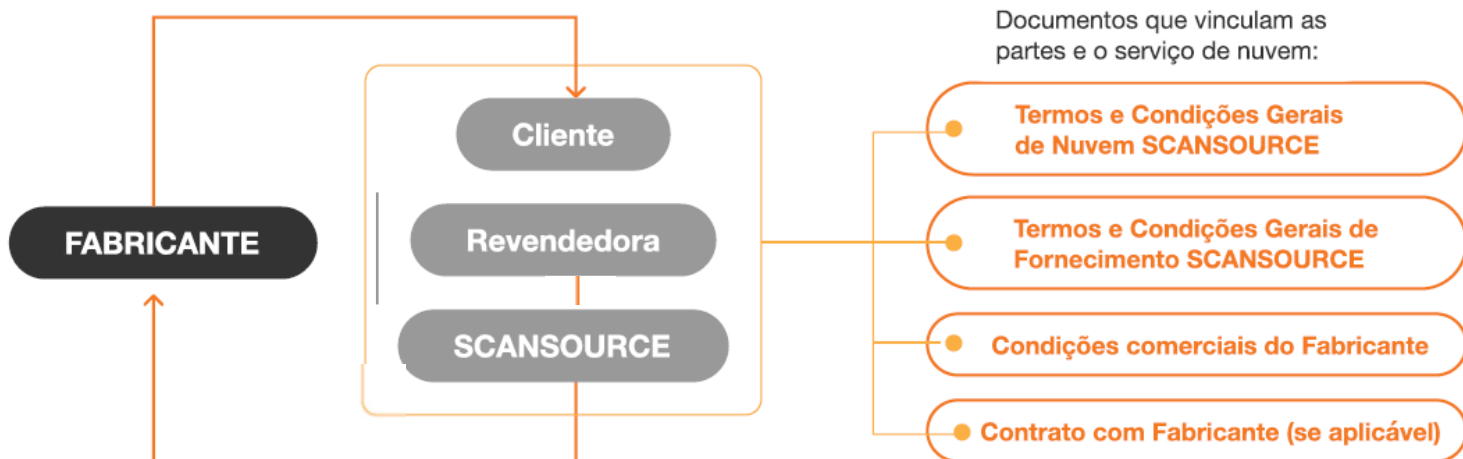 Documentos que vinculam as
partes e o serviço de nuvem:
Cliente
Revendedora
SCANSOURCE
FABRICANTE
Termos e Condições Gerais
de Nuvem SCANSOURCE
Termos e Condições Gerais de
Fornecimento SCANSOURCE
Condições comerciais do Fabricante
Contrato com Fabricante (se aplicável)